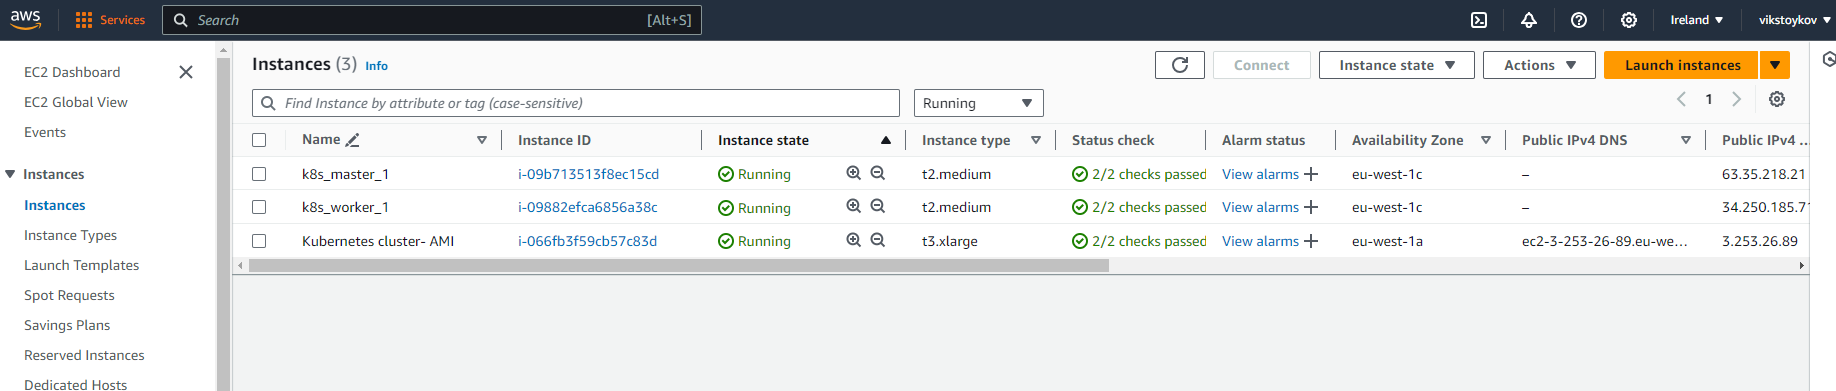 aws Services Search [Alt+S] Ireland vikstoykov
EC2 Dashboard
EC2 Global View
Events
Instances
Instances
Instance Types
Launch Templates
Spot Requests
Savings Plans
Reserved Instances
Dedicated Hosts
Instances (3) Info Connect Instance state Actions Launch instances
Find Instance by attribute or tag (case-sensitive) Running 1
Name Instance ID Instance state Instance type Status check Alarm status Availability Zone Public IPv4 DNS Public IPv4 ...
k8s_master_1 i-09b713513f8ec15cd Running t2.medium 2/2 checks passed View alarms + eu-west-1c – 63.35.218.21
k8s_worker_1 i-09882efca6856a38c Running t2.medium 2/2 checks passed View alarms + eu-west-1c – 34.250.185.71
Kubernetes cluster- AMI i-066fb3f59cb57c83d Running t3.xlarge 2/2 checks passed View alarms + eu-west-1a ec2-3-253-26-89.eu-we... 3.253.26.89